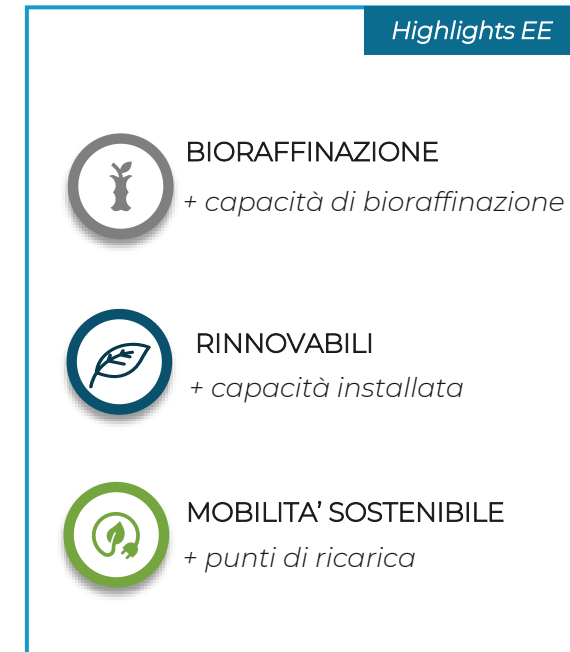 Highlights EE
BIORAFFINAZIONE
+ capacità di bioraffinazione
RINNOVABILI
+ capacità installata
MOBILITA’ SOSTENIBILE
+ punti di ricarica